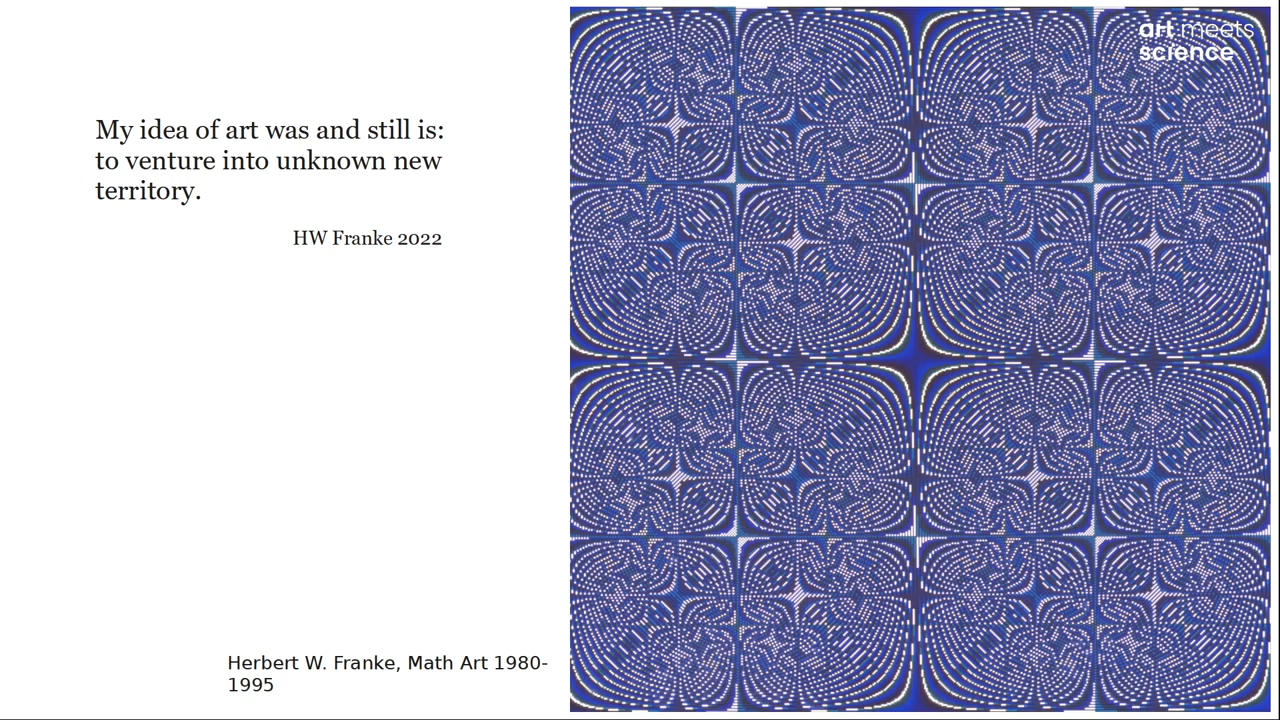 My idea of art was and still is:
to venture into unknown new
territory.
HW Franke 2022
Herbert W. Franke, Math Art 1980-
1995
art meets
science